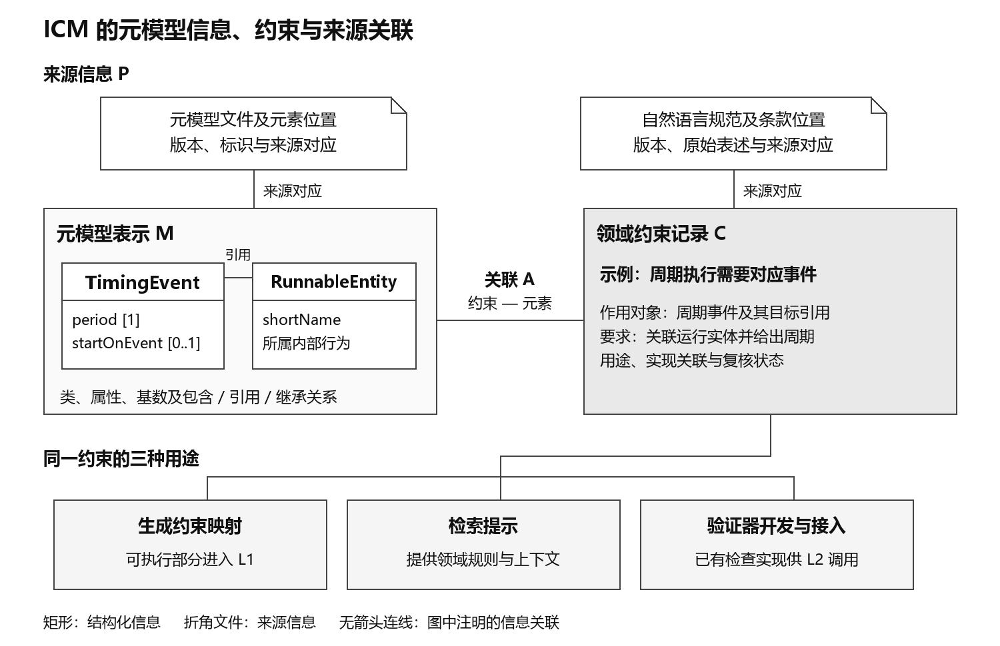 ICM 的元模型信息、约束与来源关联
来源信息 P
元模型文件及元素位置
版本、标识与来源对应
自然语言规范及条款位置
版本、原始表述与来源对应
来源对应
来源对应
元模型表示 M
引用
TimingEvent
period [1]
startOnEvent [0..1]
RunnableEntity
shortName
所属内部行为
类、属性、基数及包含 / 引用 / 继承关系
关联 A
约束 — 元素
领域约束记录 C
示例：周期执行需要对应事件
作用对象：周期事件及其目标引用
要求：关联运行实体并给出周期
用途、实现关联与复核状态
同一约束的三种用途
生成约束映射
可执行部分进入 L1
检索提示
提供领域规则与上下文
验证器开发与接入
已有检查实现供 L2 调用
矩形：结构化信息 折角文件：来源信息 无箭头连线：图中注明的信息关联